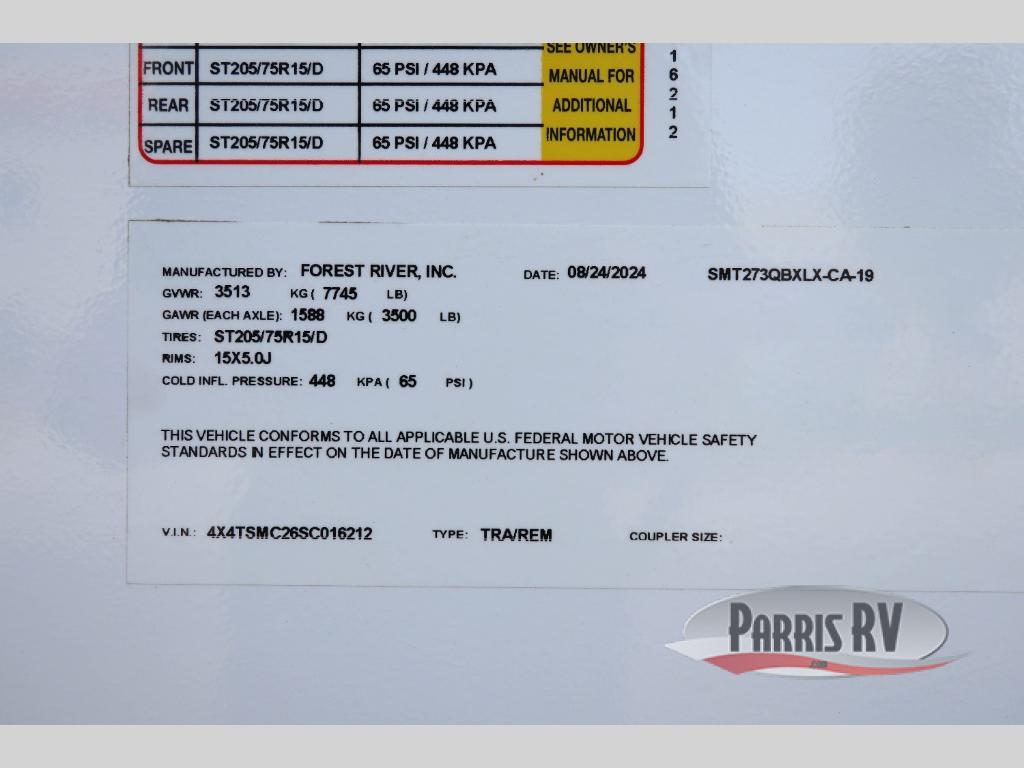 SEE OWNER'S
FRONT ST205/75R15/D 65 PSI / 448 KPA MANUAL FOR
REAR ST205/75R15/D 65 PSI / 448 KPA ADDITIONAL
SPARE ST205/75R15/D 65 PSI / 448 KPA INFORMATION
1
6
2
1
2
MANUFACTURED BY: FOREST RIVER, INC. DATE: 08/24/2024 SMT273QBXLX-CA-19
GVWR: 3513 KG ( 7745 LB)
GAWR (EACH AXLE): 1588 KG ( 3500 LB)
TIRES: ST205/75R15/D
RIMS: 15X5.0J
COLD INFL. PRESSURE: 448 KPA ( 65 PSI )
THIS VEHICLE CONFORMS TO ALL APPLICABLE U.S. FEDERAL MOTOR VEHICLE SAFETY
STANDARDS IN EFFECT ON THE DATE OF MANUFACTURE SHOWN ABOVE.
V.I.N.: 4X4TSMC26SC016212 TYPE: TRA/REM COUPLER SIZE:
PARRIS RV
.com